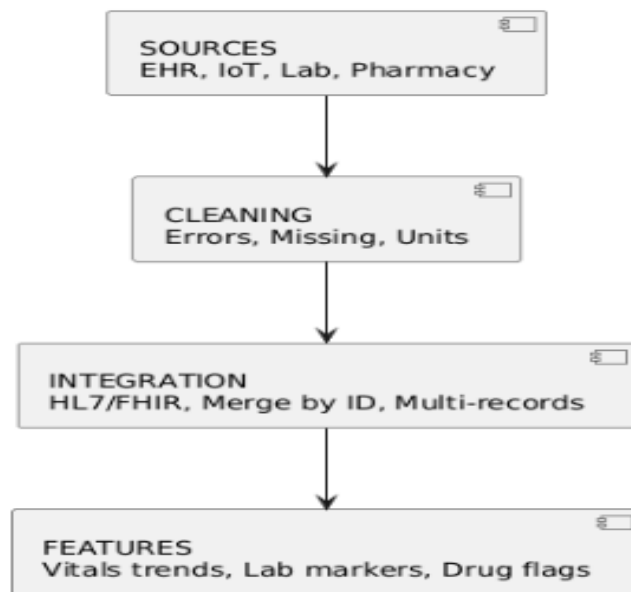 SOURCES
EHR, IoT, Lab, Pharmacy
CLEANING
Errors, Missing, Units
INTEGRATION
HL7/FHIR, Merge by ID, Multi-records
FEATURES
Vitals trends, Lab markers, Drug flags